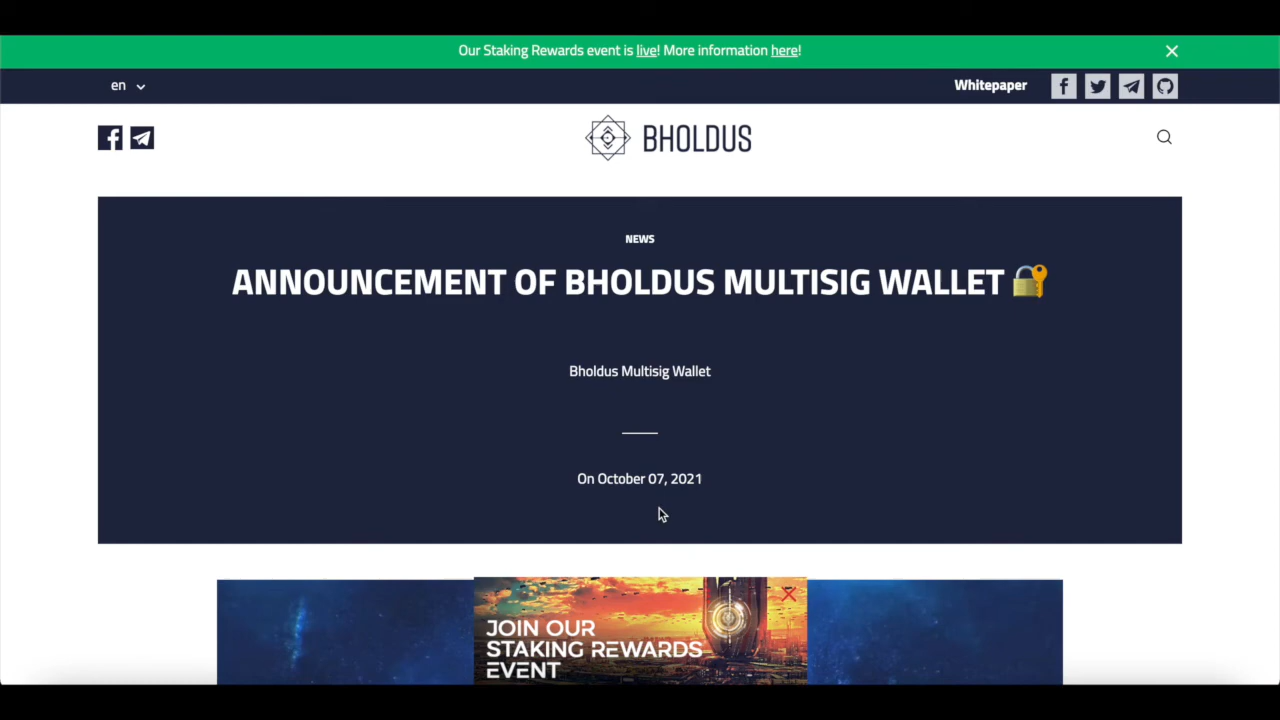 Our Staking Rewards event is live! More information here!
en
Whitepaper
BHOLDUS
NEWS
ANNOUNCEMENT OF BHOLDUS MULTISIG WALLET 🔐
Bholdus Multisig Wallet
On October 07, 2021
JOIN OUR
STAKING REWARDS
EVENT